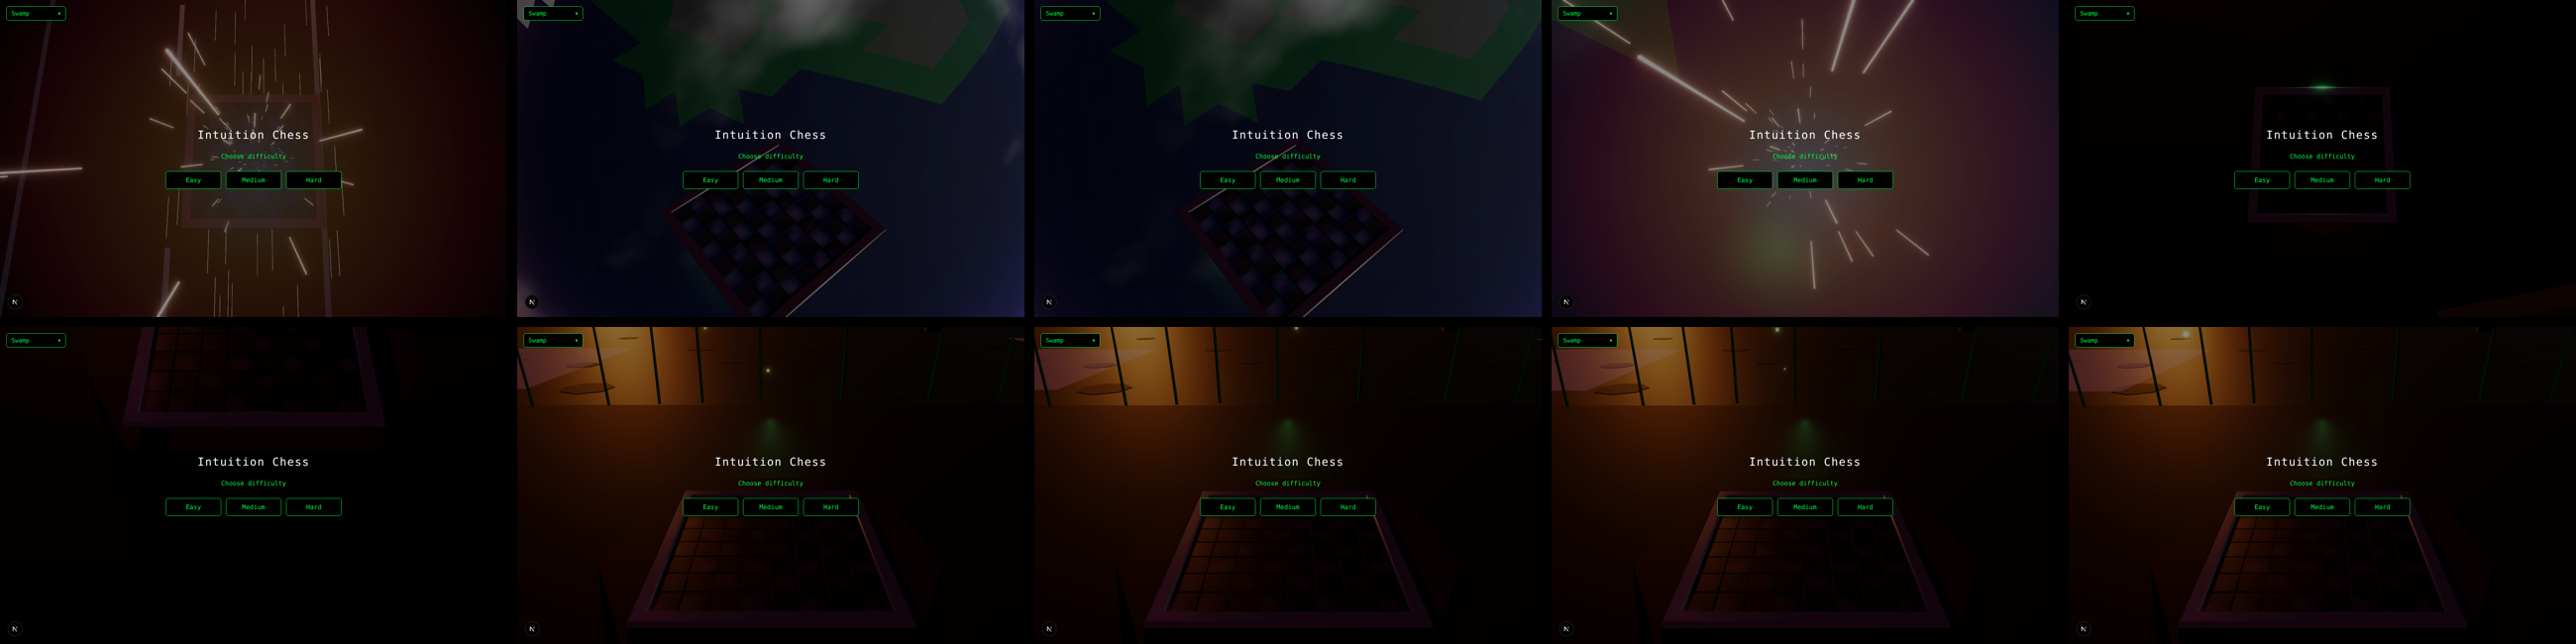 Swamp
Intuition Chess
Choose difficulty
Easy Medium Hard
N
Swamp
Intuition Chess
Choose difficulty
Easy Medium Hard
N
Swamp
Intuition Chess
Choose difficulty
Easy Medium Hard
N
Swamp
Intuition Chess
Choose difficulty
Easy Medium Hard
N
Swamp
Intuition Chess
Choose difficulty
Easy Medium Hard
N
Swamp
Intuition Chess
Choose difficulty
Easy Medium Hard
N
Swamp
Intuition Chess
Choose difficulty
Easy Medium Hard
N
Swamp
Intuition Chess
Choose difficulty
Easy Medium Hard
N
Swamp
Intuition Chess
Choose difficulty
Easy Medium Hard
N
Swamp
Intuition Chess
Choose difficulty
Easy Medium Hard
N